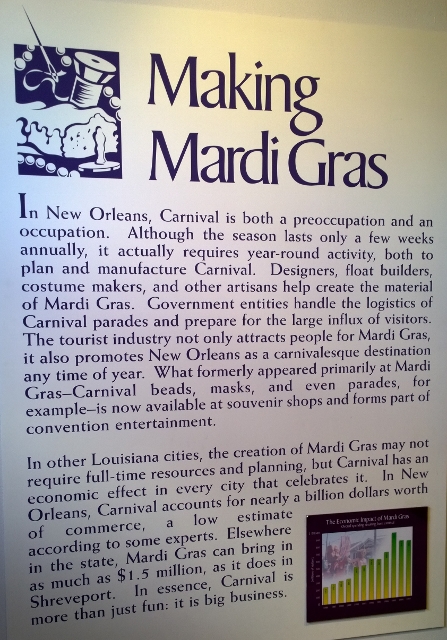 Making
Mardi Gras
In New Orleans, Carnival is both a preoccupation and an
occupation. Although the season lasts only a few weeks
annually, it actually requires year-round activity, both to
plan and manufacture Carnival. Designers, float builders,
costume makers, and other artisans help create the material
of Mardi Gras. Government entities handle the logistics of
Carnival parades and prepare for the large influx of visitors.
The tourist industry not only attracts people for Mardi Gras,
it also promotes New Orleans as a carnivalesque destination
any time of year. What formerly appeared primarily at Mardi
Gras–Carnival beads, masks, and even parades, for
example–is now available at souvenir shops and forms part of
convention entertainment.
In other Louisiana cities, the creation of Mardi Gras may not
require full-time resources and planning, but Carnival has an
economic effect in every city that celebrates it. In New
Orleans, Carnival accounts for nearly a billion dollars worth
of commerce, a low estimate
according to some experts. Elsewhere
in the state, Mardi Gras can bring in
as much as $1.5 million, as it does in
Shreveport. In essence, Carnival is
more than just fun: it is big business.
The Economic Impact of Mardi Gras